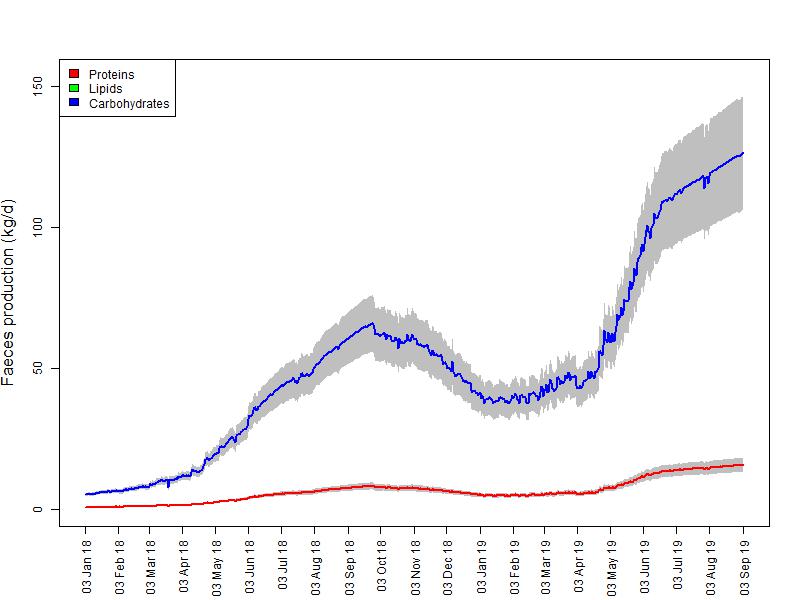 Proteins
Lipids
Carbohydrates
Faeces production (kg/d)
150
100
50
0
03 Jan 18
03 Feb 18
03 Mar 18
03 Apr 18
03 May 18
03 Jun 18
03 Jul 18
03 Aug 18
03 Sep 18
03 Oct 18
03 Nov 18
03 Dec 18
03 Jan 19
03 Feb 19
03 Mar 19
03 Apr 19
03 May 19
03 Jun 19
03 Jul 19
03 Aug 19
03 Sep 19